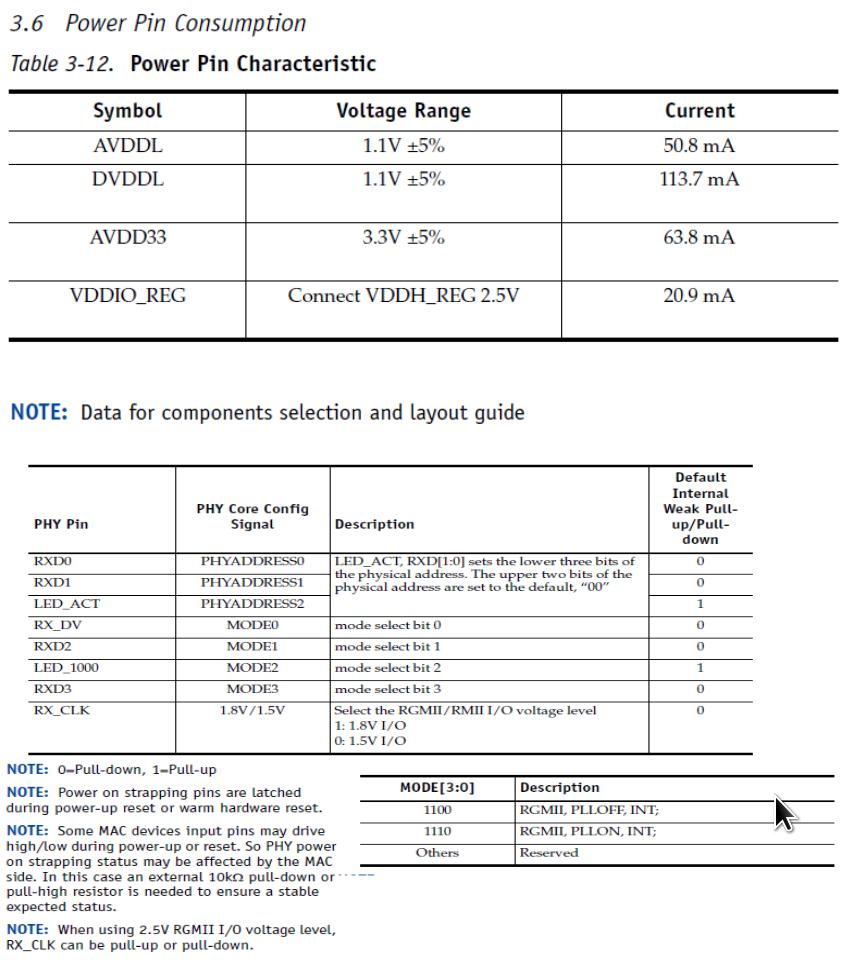 3.6 Power Pin Consumption
Table 3-12. Power Pin Characteristic
Symbol Voltage Range Current
AVDDL 1.1V ±5% 50.8 mA
DVDDL 1.1V ±5% 113.7 mA
AVDD33 3.3V ±5% 63.8 mA
VDDIO_REG Connect VDDH_REG 2.5V 20.9 mA
NOTE: Data for components selection and layout guide
PHY Pin
PHY Core Config
Signal
Description
Default
Internal
Weak Pull-
up/Pull-
down
RXD0 PHYADDRESS0 LED_ACT, RXD[1:0] sets the lower three bits of 0
the physical address. The upper two bits of the
RXD1 PHYADDRESS1 physical address are set to the default, “00” 0
LED_ACT PHYADDRESS2 1
RX_DV MODE0 mode select bit 0 0
RXD2 MODE1 mode select bit 1 0
LED_1000 MODE2 mode select bit 2 1
RXD3 MODE3 mode select bit 3 0
RX_CLK 1.8V/1.5V Select the RGMII/RMII I/O voltage level 0
1: 1.8V I/O
0: 1.5V I/O
NOTE: 0=Pull-down, 1=Pull-up
NOTE: Power on strapping pins are latched
during power-up reset or warm hardware reset.
NOTE: Some MAC devices input pins may drive
high/low during power-up or reset. So PHY power
on strapping status may be affected by the MAC
side. In this case an external 10kΩ pull-down or
pull-high resistor is needed to ensure a stable
expected status.
NOTE: When using 2.5V RGMII I/O voltage level,
RX_CLK can be pull-up or pull-down.
MODE[3:0] Description
1100 RGMII, PLLOFF, INT;
1110 RGMII, PLLON, INT;
Others Reserved